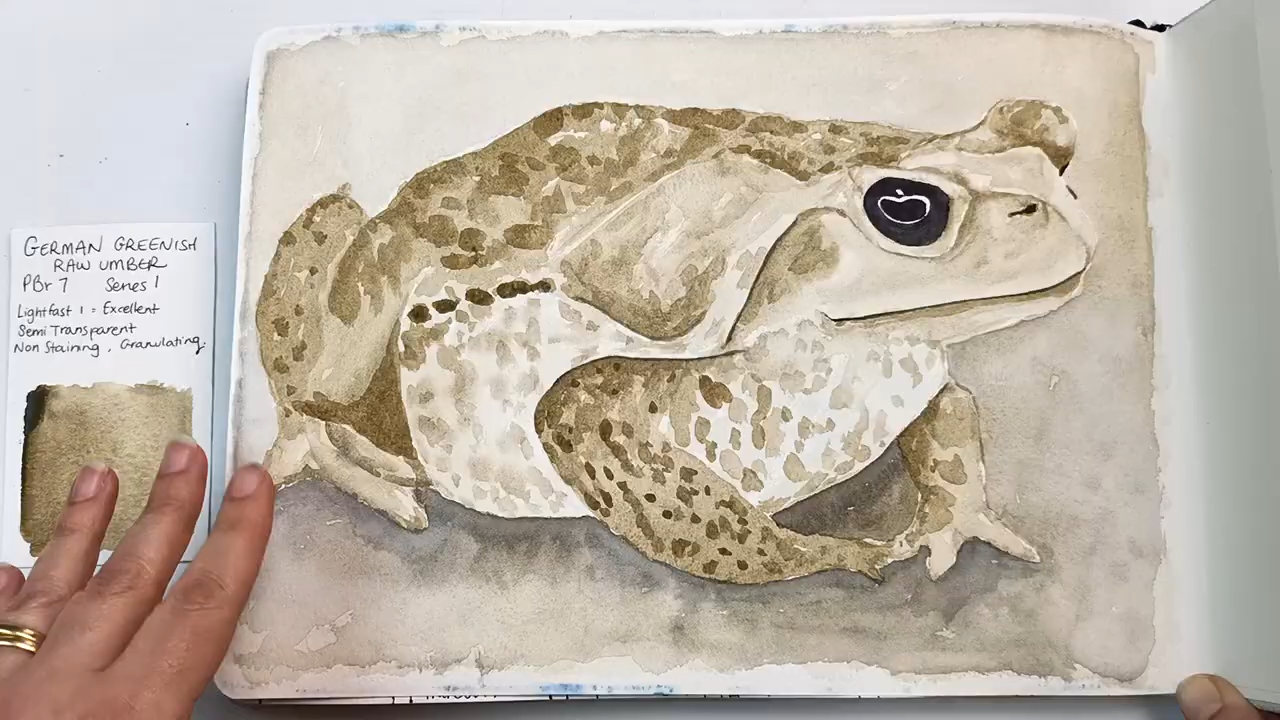 GERMAN GREENISH
RAW UMBER
PBr 7 Series 1
Lightfast 1 = Excellent
Semi Transparent
Non Staining, Granulating.